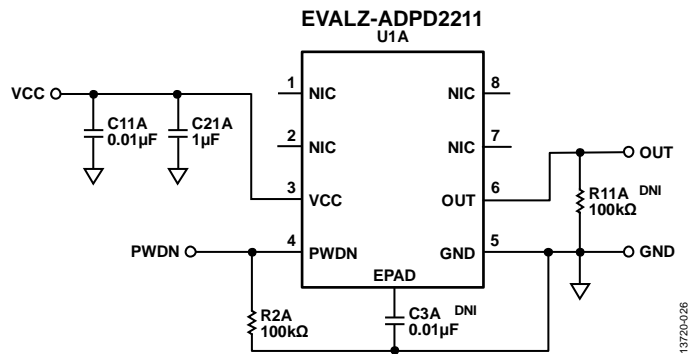 EVALZ-ADPD2211
U1A
VCC
C11A
0.01µF
C21A
1µF
1
NIC
NIC
8
2
NIC
NIC
7
3
VCC
OUT
6
OUT
R11A DNI
100kΩ
PWDN
4
PWDN
GND
5
GND
EPAD
R2A
100kΩ
C3A DNI
0.01µF
13720-026